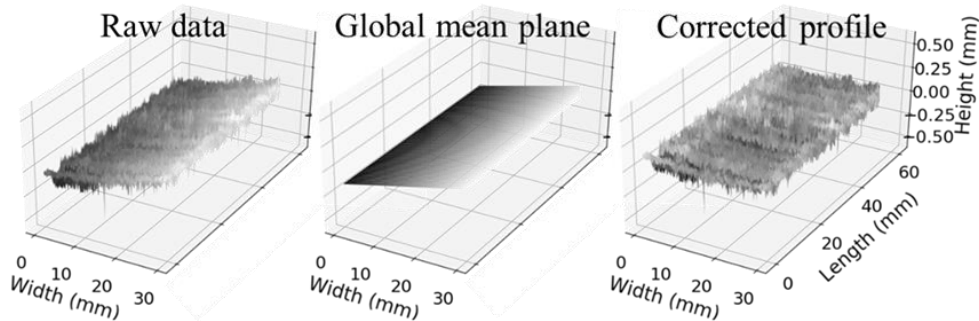 Raw data
Global mean plane
Corrected profile
0.50
0.25
0.00
-0.25
-0.50
Height (mm)
0
10
20
30
Width (mm)
0
10
20
30
Width (mm)
0
10
20
30
Width (mm)
0
20
40
60
Length (mm)